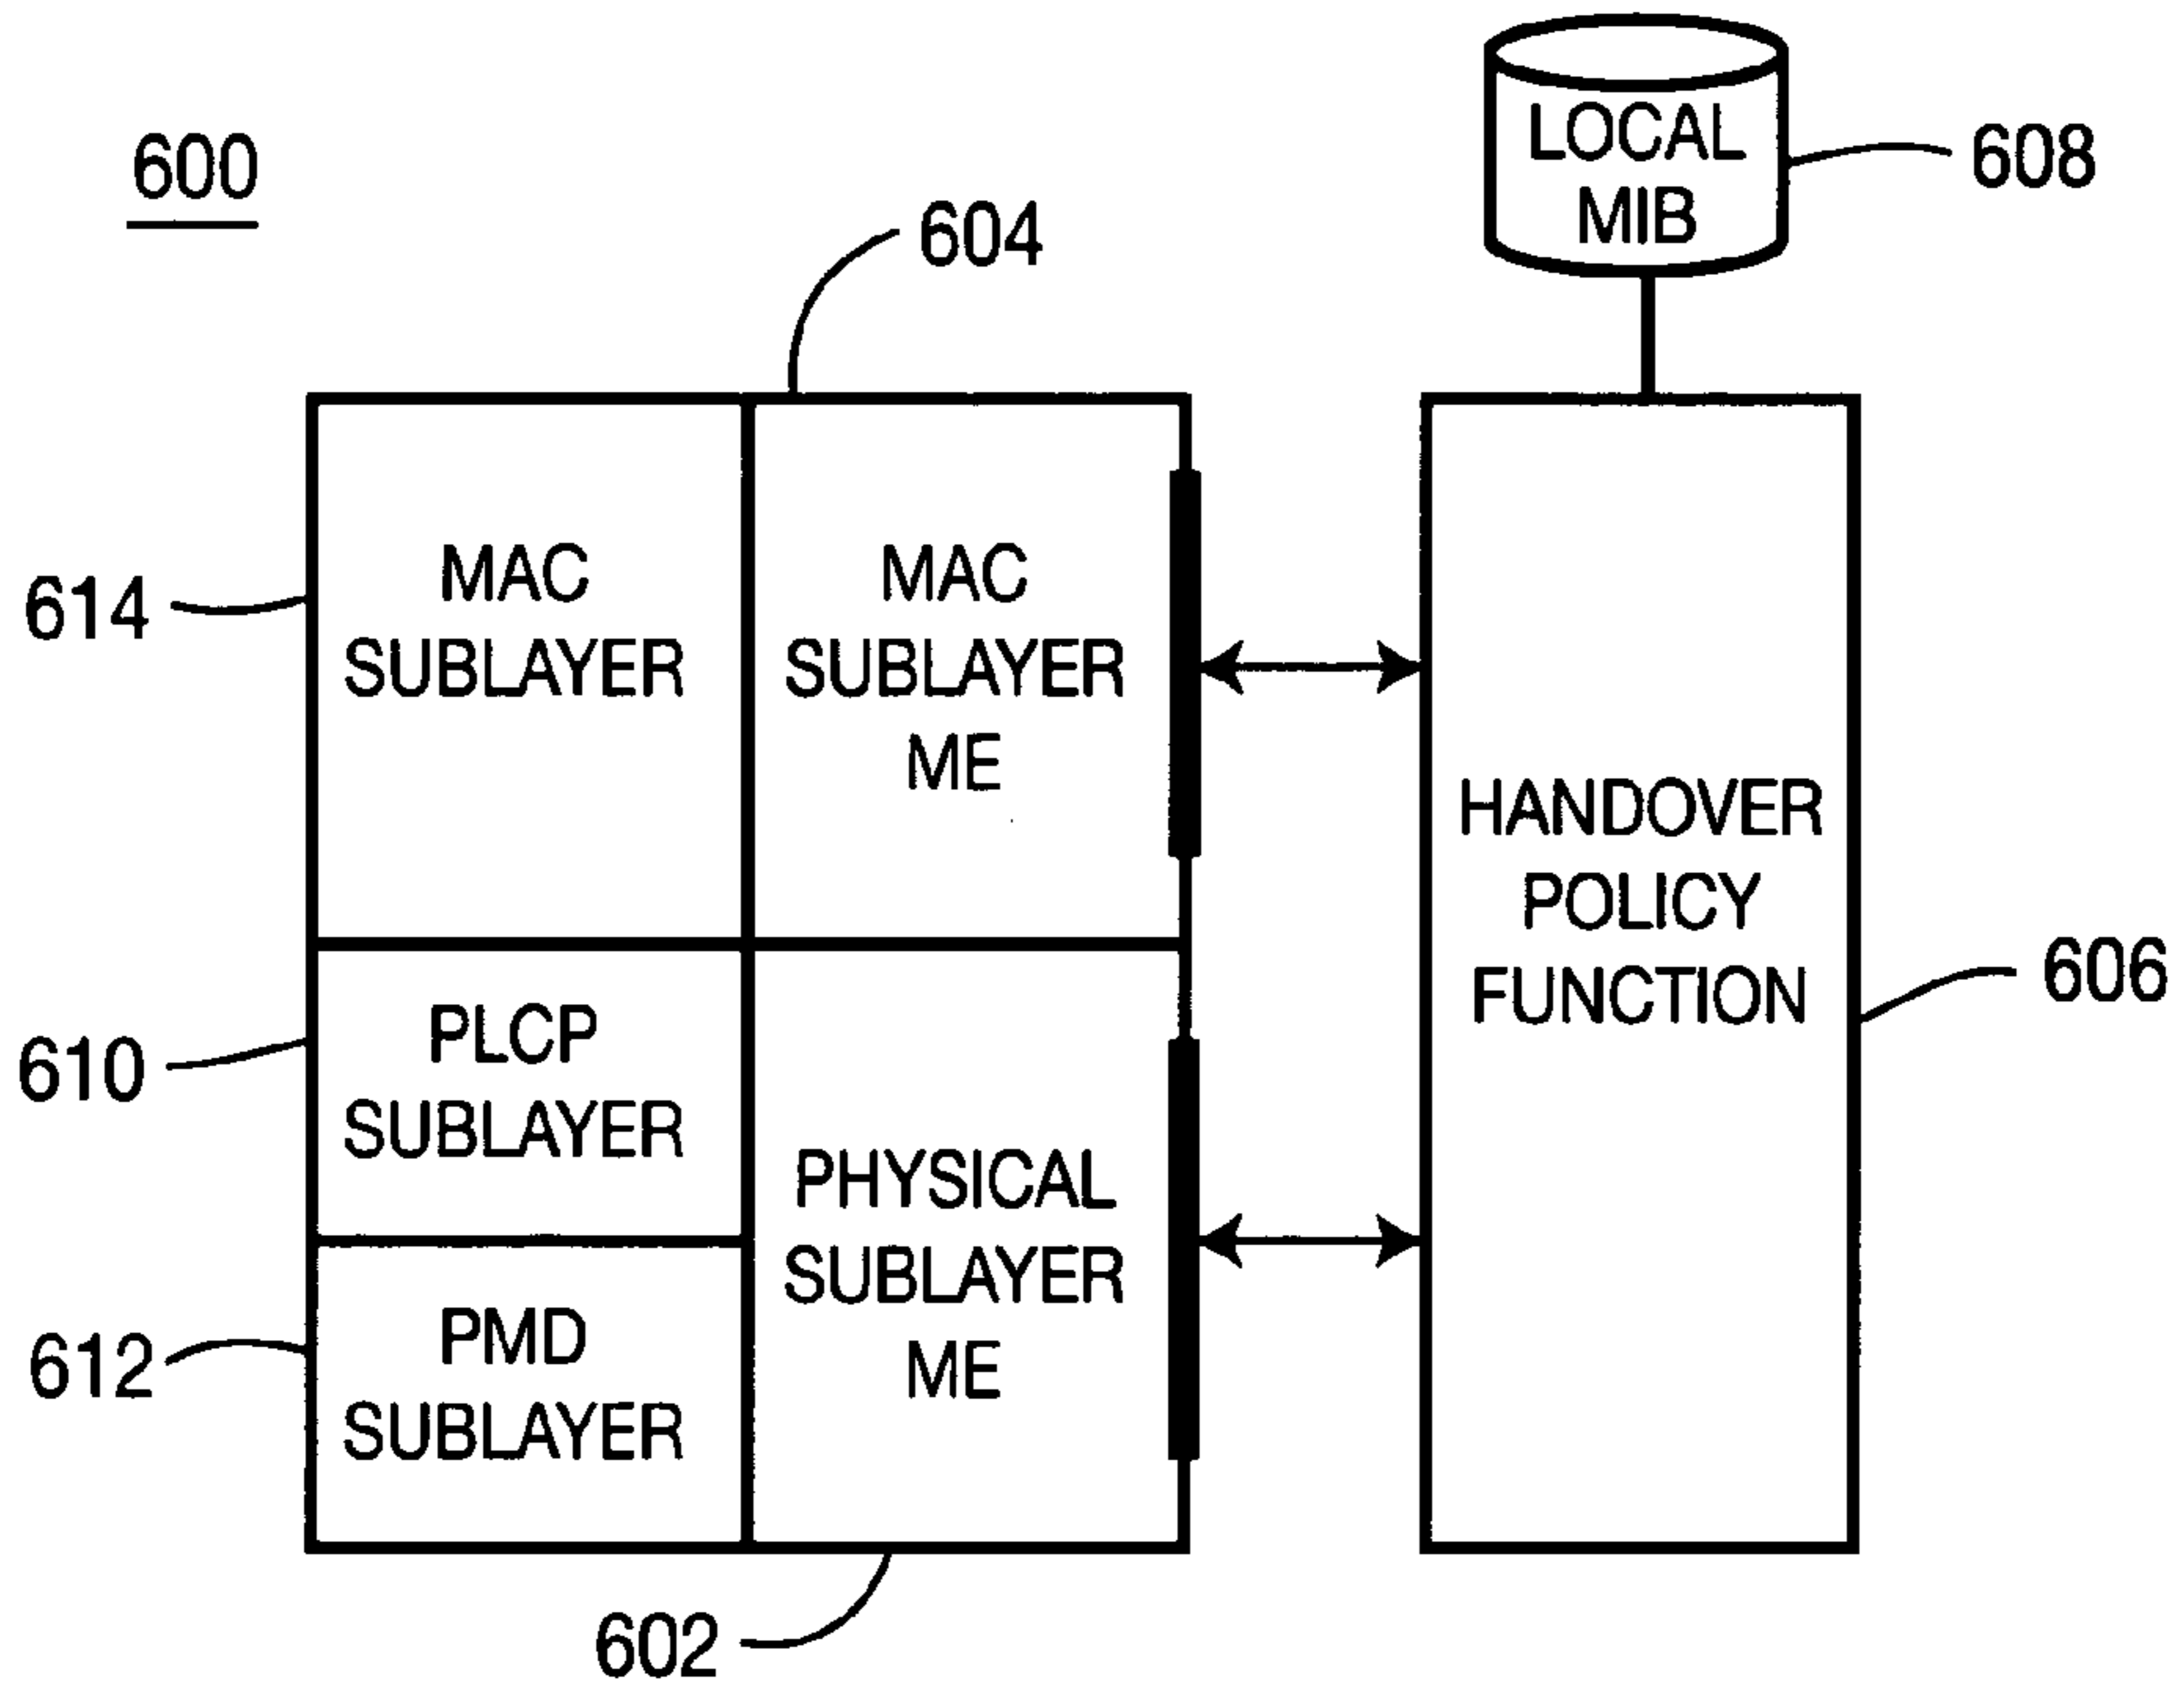 600
604
LOCAL
MIB
608
614
MAC
SUBLAYER
MAC
SUBLAYER
ME
HANDOVER
POLICY
FUNCTION
606
610
PLCP
SUBLAYER
PHYSICAL
SUBLAYER
ME
612
PMD
SUBLAYER
602